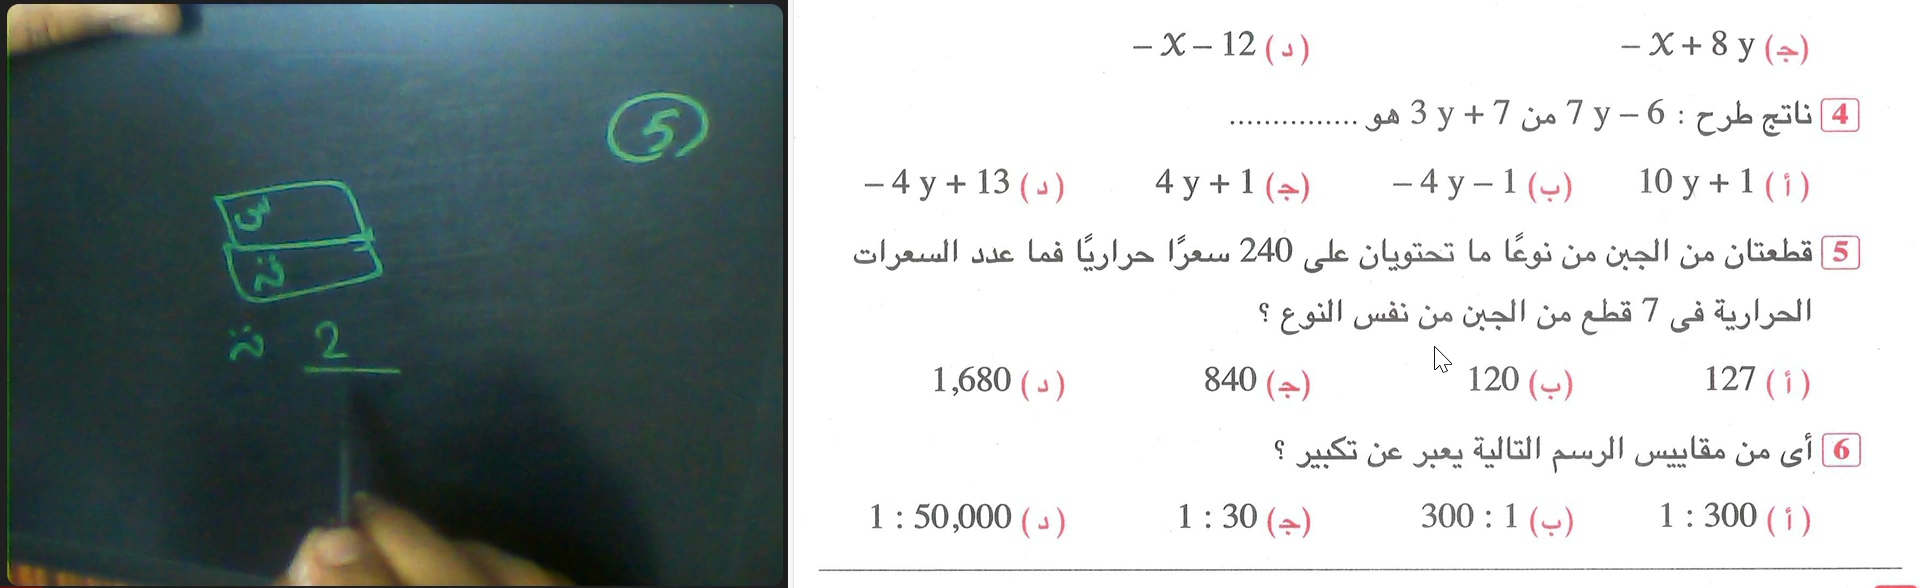 5
س
ن
ن 2
(جـ) – x + 8 y (د) – x – 12
4 ناتج طرح : 7 y – 6 من 3 y + 7 هو ...............
(أ) 10 y + 1 (ب) – 4 y – 1 (جـ) 4 y + 1 (د) – 4 y + 13
5 قطعتان من الجبن من نوعًا ما تحتويان على 240 سعرًا حراريًا فما عدد السعرات
الحرارية فى 7 قطع من الجبن من نفس النوع ؟
(أ) 127 (ب) 120 (جـ) 840 (د) 1,680
6 أى من مقاييس الرسم التالية يعبر عن تكبير ؟
(أ) 1 : 300 (ب) 300 : 1 (جـ) 1 : 30 (د) 1 : 50,000